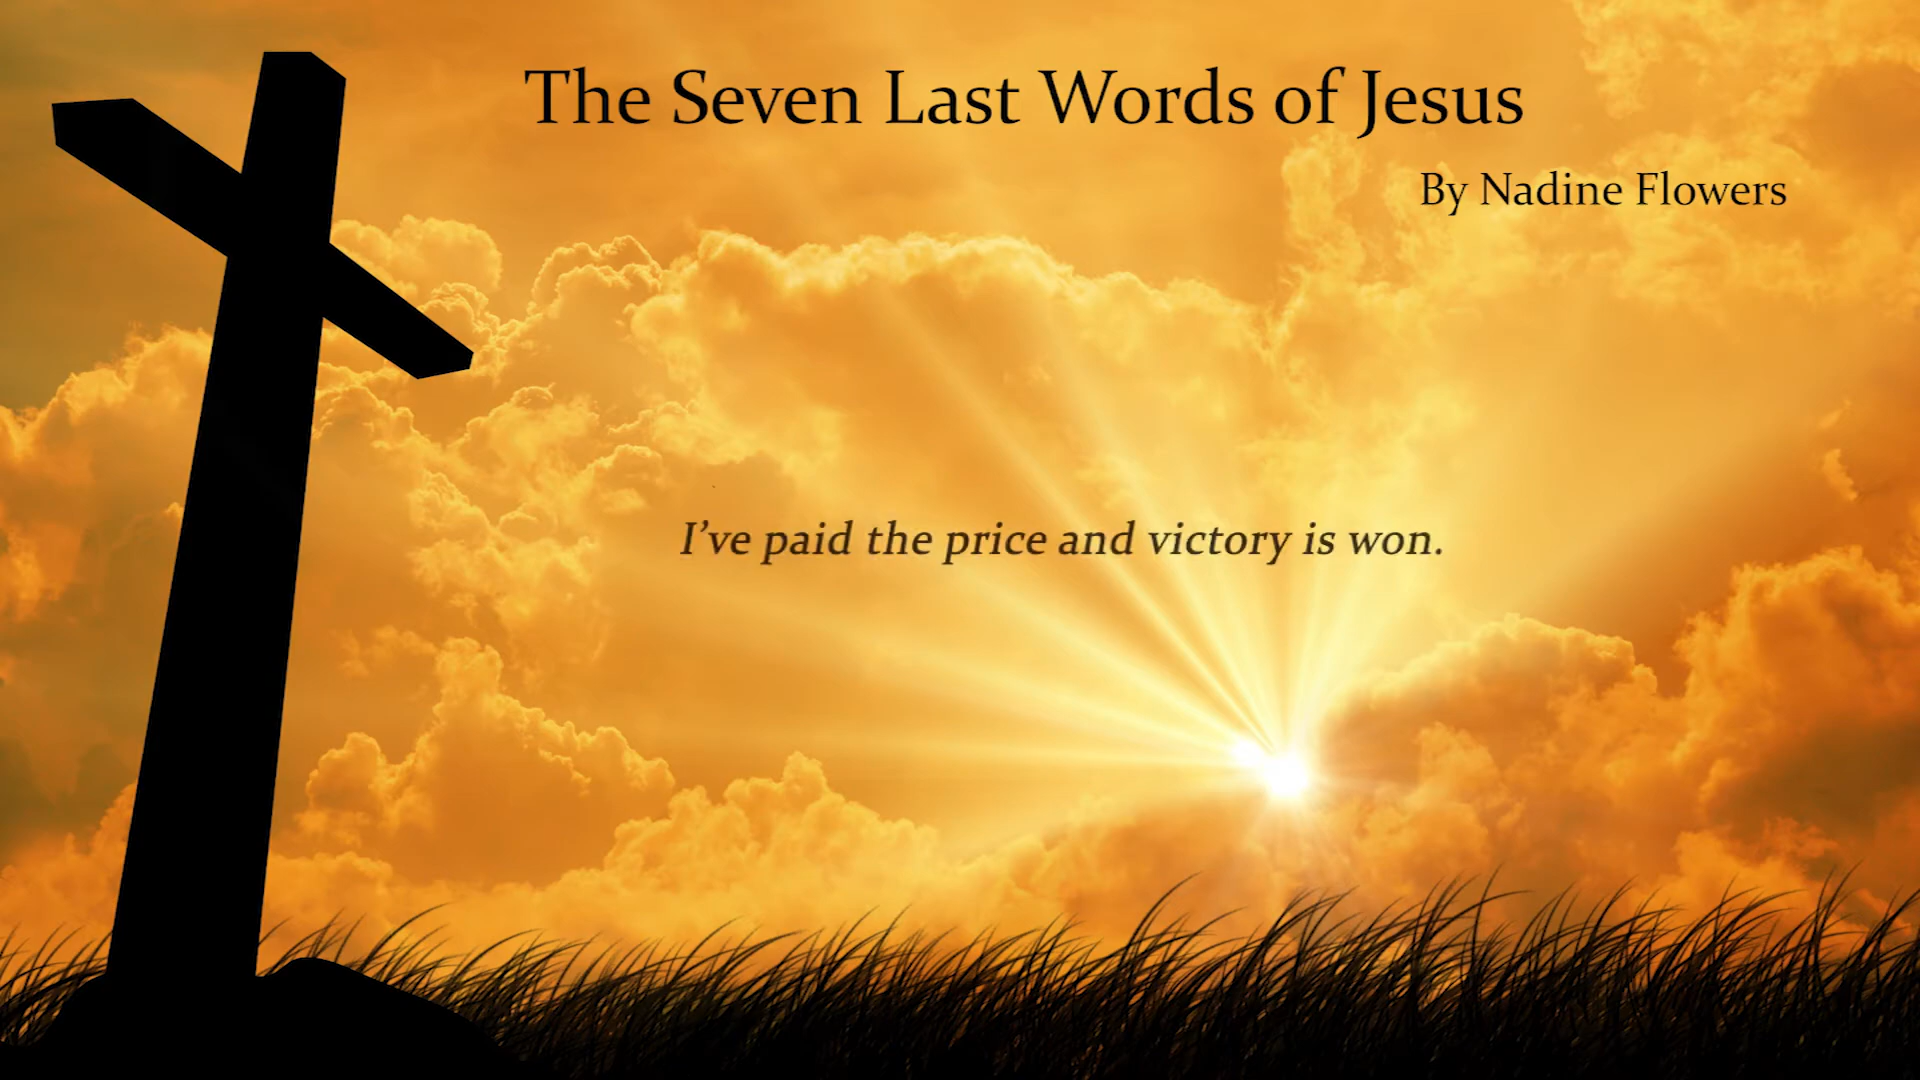 The Seven Last Words of Jesus
By Nadine Flowers
I’ve paid the price and victory is won.